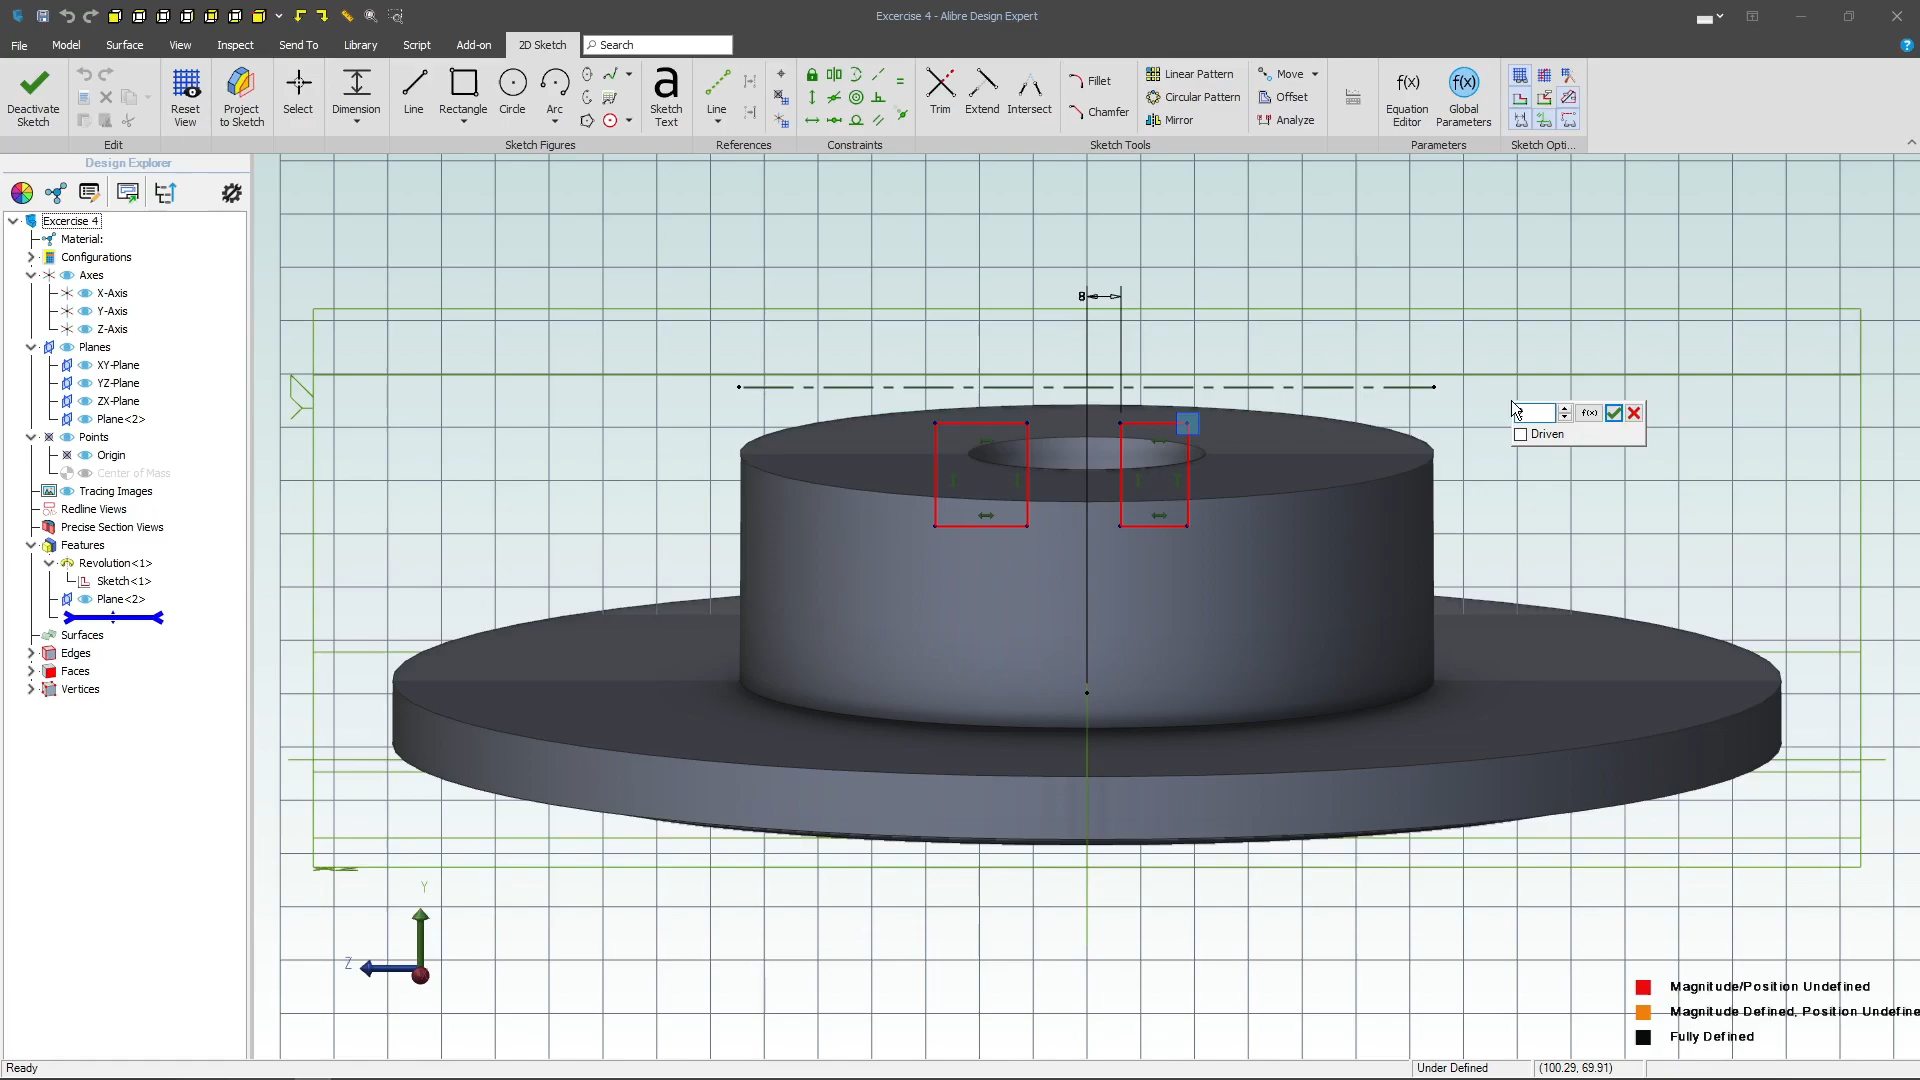 Excercise 4 - Alibre Design Expert
File Model Surface View Inspect Send To Library Script Add-on 2D Sketch Search
Deactivate Sketch
Reset View
Project to Sketch
Select
Dimension
Line
Rectangle
Circle
Arc
a
Sketch Text
Line
Trim
Extend
Intersect
Fillet
Chamfer
Linear Pattern
Circular Pattern
Mirror
Move
Offset
Analyze
f(x)
Equation Editor
f(x)
Global Parameters
Edit
Sketch Figures
References
Constraints
Sketch Tools
Parameters
Sketch Opti...
Design Explorer
Excercise 4
Material:
Configurations
Axes
X-Axis
Y-Axis
Z-Axis
Planes
XY-Plane
YZ-Plane
ZX-Plane
Plane<2>
Points
Origin
Center of Mass
Tracing Images
Redline Views
Precise Section Views
Features
Revolution<1>
Sketch<1>
Plane<2>
Surfaces
Edges
Faces
Vertices
8
f(x)
Driven
Y
Z
Magnitude/Position Undefined
Magnitude Defined, Position Undefine
Fully Defined
Ready
Under Defined
(100.29, 69.91)